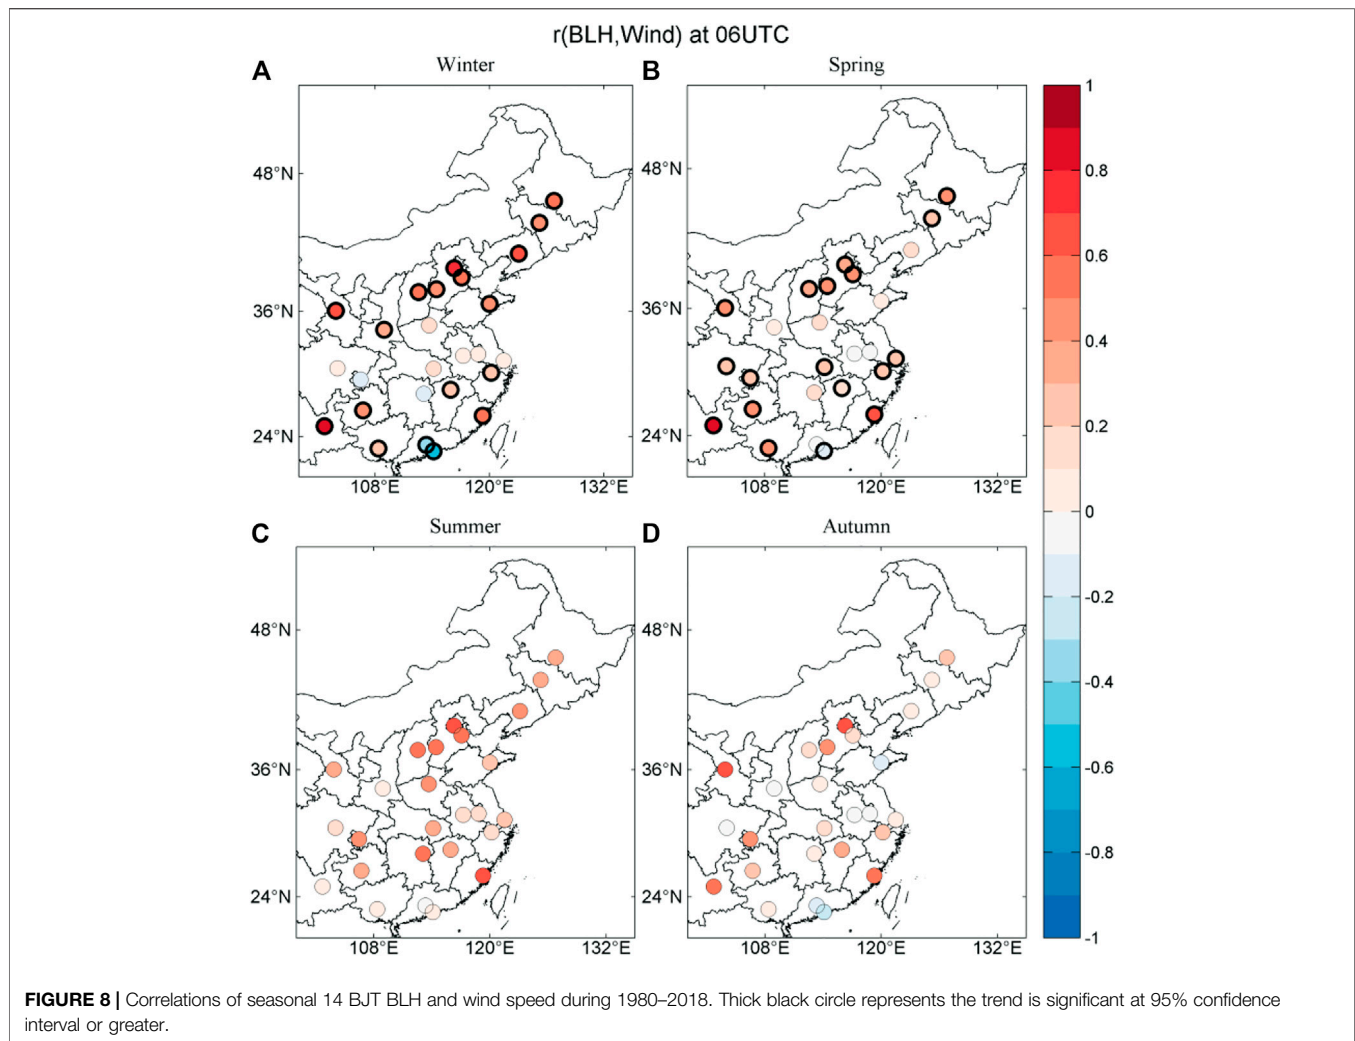 r(BLH,Wind) at 06UTC
A Winter B Spring
48°N 48°N
36°N 36°N
24°N 24°N
108°E 120°E 132°E 108°E 120°E 132°E
C Summer D Autumn
48°N 48°N
36°N 36°N
24°N 24°N
108°E 120°E 132°E 108°E 120°E 132°E
1
0.8
0.6
0.4
0.2
0
-0.2
-0.4
-0.6
-0.8
-1
FIGURE 8 | Correlations of seasonal 14 BJT BLH and wind speed during 1980–2018. Thick black circle represents the trend is significant at 95% confidence
interval or greater.